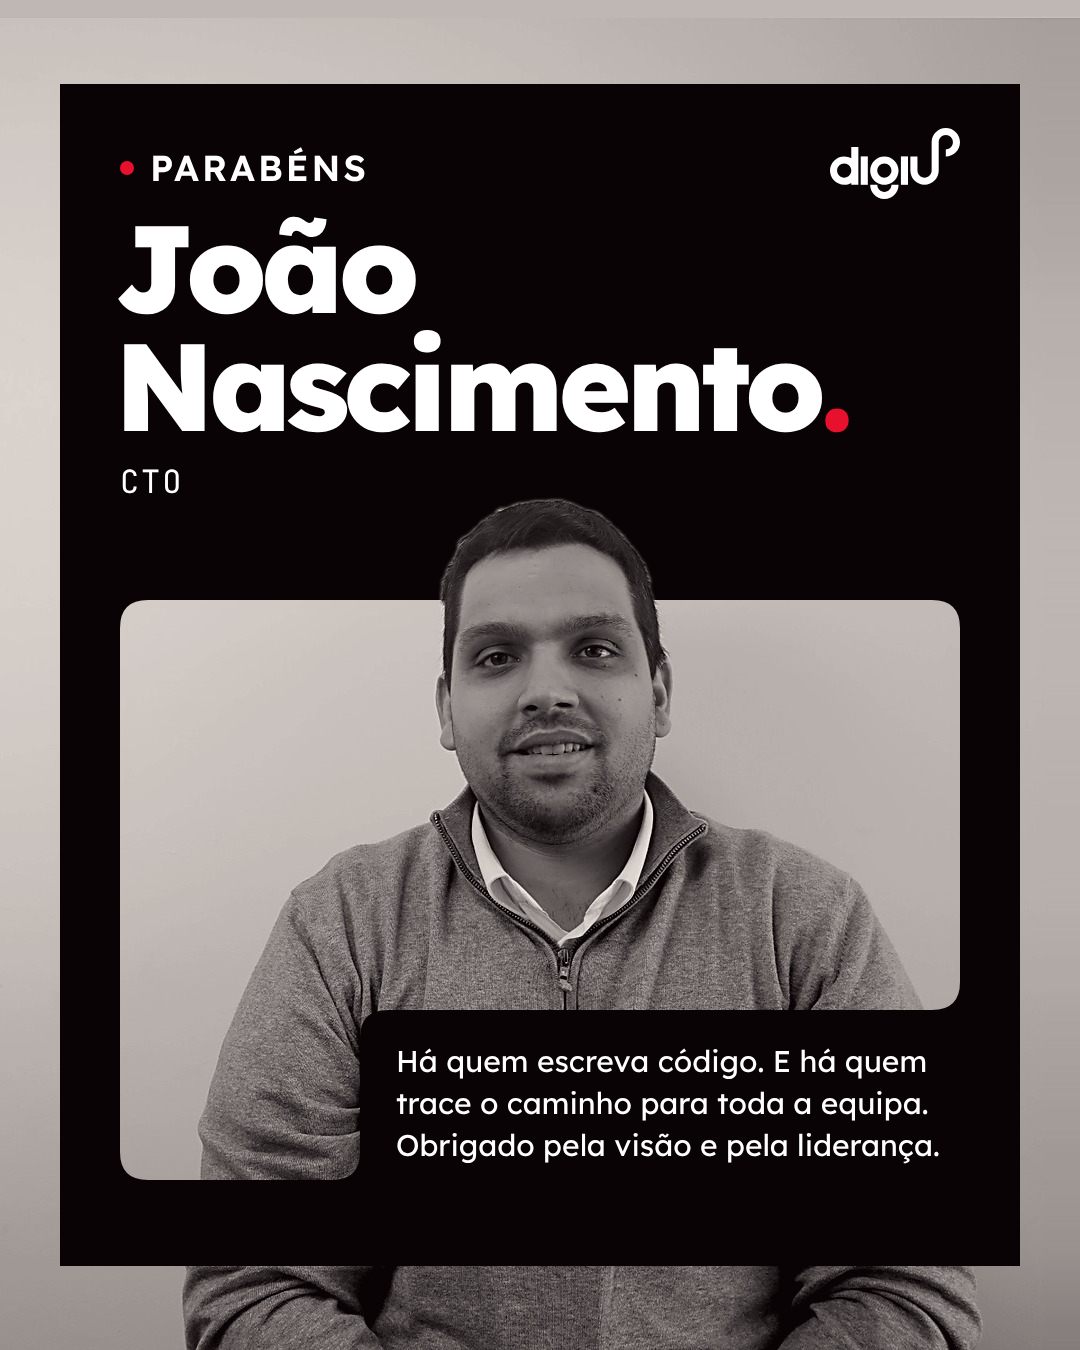 PARABÉNS
digiup
João
Nascimento.
CTO
Há quem escreva código. E há quem
trace o caminho para toda a equipa.
Obrigado pela visão e pela liderança.